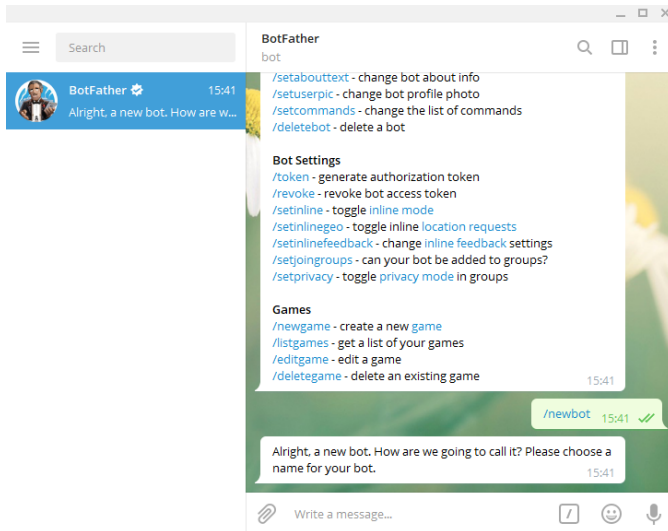 Search
BotFather
15:41
Alright, a new bot. How are w...
BotFather
bot
/setabouttext - change bot about info
/setuserpic - change bot profile photo
/setcommands - change the list of commands
/deletebot - delete a bot
Bot Settings
/token - generate authorization token
/revoke - revoke bot access token
/setinline - toggle inline mode
/setinlinegeo - toggle inline location requests
/setinlinefeedback - change inline feedback settings
/setjoingroups - can your bot be added to groups?
/setprivacy - toggle privacy mode in groups
Games
/newgame - create a new game
/listgames - get a list of your games
/editgame - edit a game
/deletegame - delete an existing game
15:41
/newbot 15:41
Alright, a new bot. How are we going to call it? Please choose a
name for your bot.
15:41
Write a message...